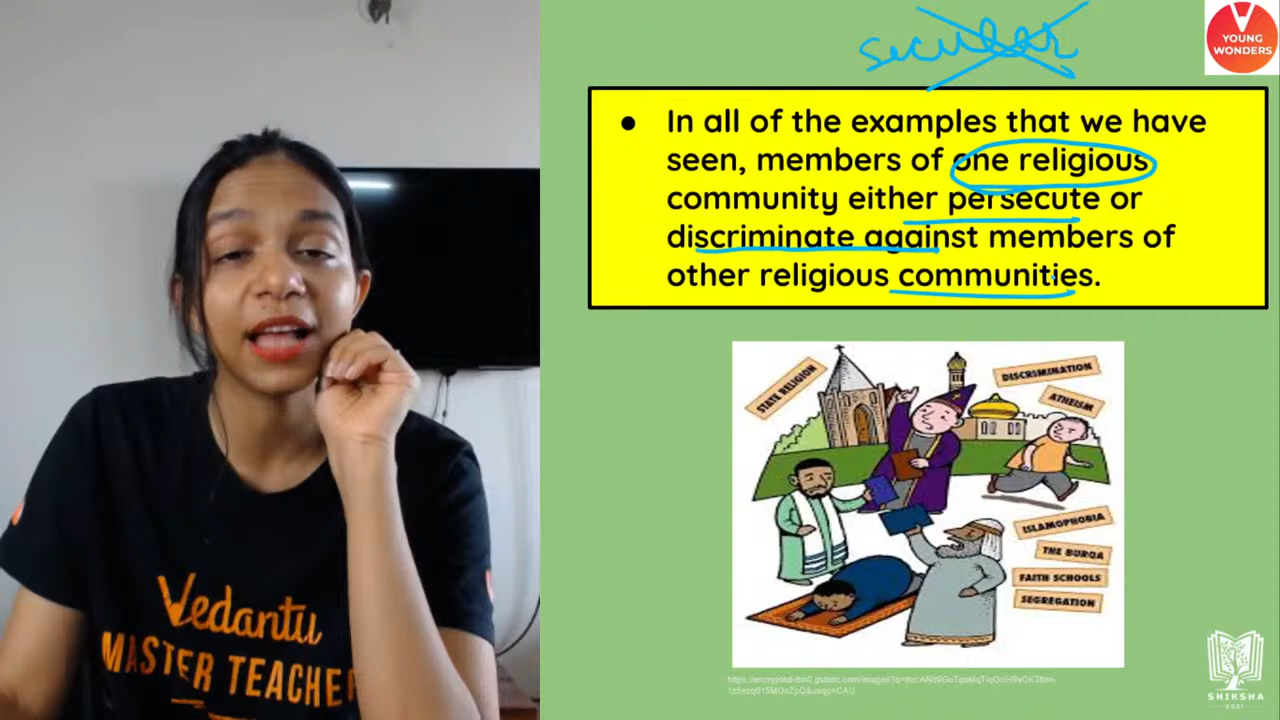 secular
YOUNG
WONDERS
● In all of the examples that we have
seen, members of one religious
community either persecute or
discriminate against members of
other religious communities.
STATE RELIGION
DISCRIMINATION
ATHEISM
ISLAMOPHOBIA
THE BURQA
FAITH SCHOOLS
SEGREGATION
Vedantu
MASTER TEACHER
SHIKSHA
2021